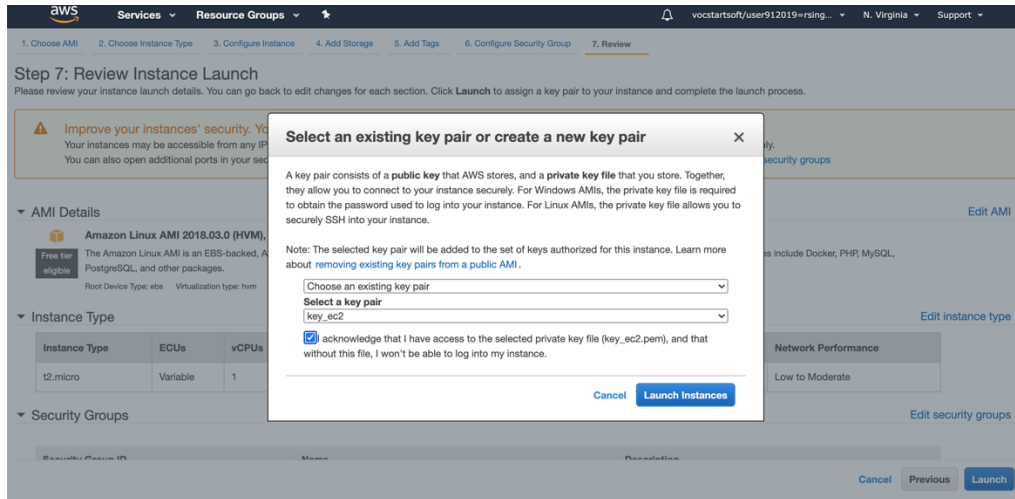 aws
Services
Resource Groups
vocstartsoft/user912019=rsing...
N. Virginia
Support
1. Choose AMI
2. Choose Instance Type
3. Configure Instance
4. Add Storage
5. Add Tags
6. Configure Security Group
7. Review
Step 7: Review Instance Launch
Please review your instance launch details. You can go back to edit changes for each section. Click Launch to assign a key pair to your instance and complete the launch process.
Improve your instances' security. Yo
Your instances may be accessible from any IP
You can also open additional ports in your sec
security groups
Select an existing key pair or create a new key pair
×
A key pair consists of a public key that AWS stores, and a private key file that you store. Together,
they allow you to connect to your instance securely. For Windows AMIs, the private key file is required
to obtain the password used to log into your instance. For Linux AMIs, the private key file allows you to
securely SSH into your instance.
Note: The selected key pair will be added to the set of keys authorized for this instance. Learn more
about removing existing key pairs from a public AMI.
Choose an existing key pair
Select a key pair
key_ec2
I acknowledge that I have access to the selected private key file (key_ec2.pem), and that
without this file, I won't be able to log into my instance.
Cancel
Launch Instances
AMI Details
Edit AMI
Amazon Linux AMI 2018.03.0 (HVM),
Free tier
eligible
The Amazon Linux AMI is an EBS-backed, A
es include Docker, PHP, MySQL,
PostgreSQL, and other packages.
Root Device Type: ebs Virtualization type: hvm
Instance Type
Edit instance type
Instance Type
ECUs
vCPUs
Network Performance
t2.micro
Variable
1
Low to Moderate
Security Groups
Edit security groups
Security Group ID
Name
Description
Cancel
Previous
Launch